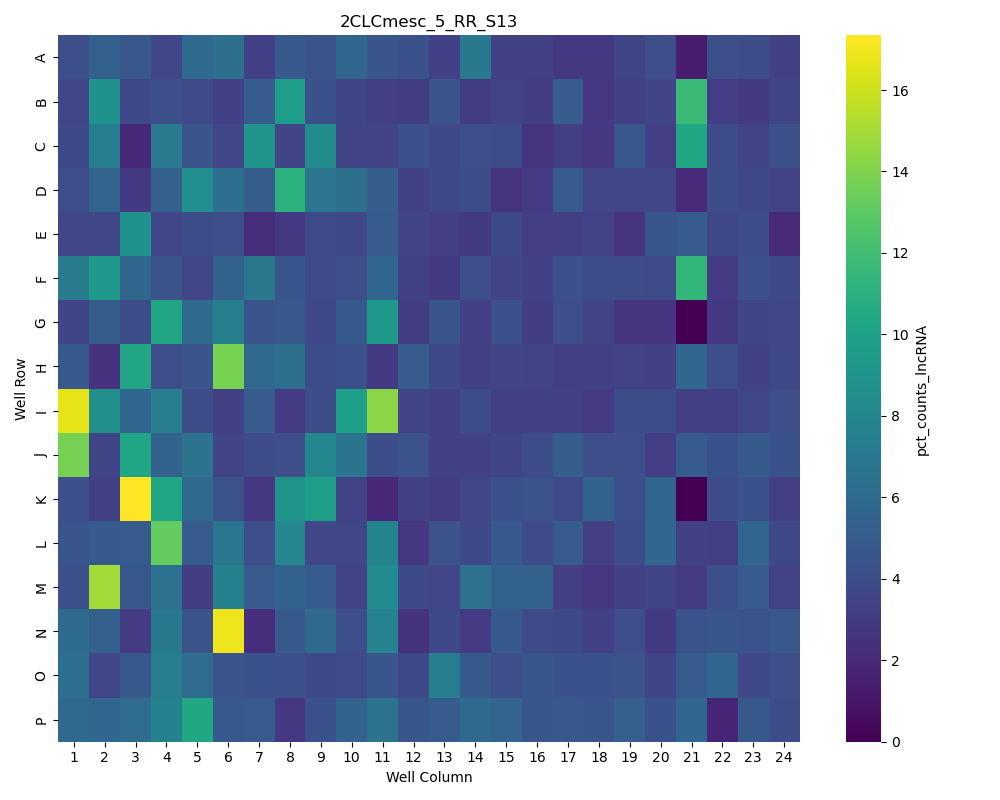 2CLCmesc_5_RR_S13
A
B
C
D
E
F
G
H
I
J
K
L
M
N
O
P
Well Row
1 2 3 4 5 6 7 8 9 10 11 12 13 14 15 16 17 18 19 20 21 22 23 24
Well Column
16
14
12
10
8
6
4
2
0
pct_counts_lncRNA